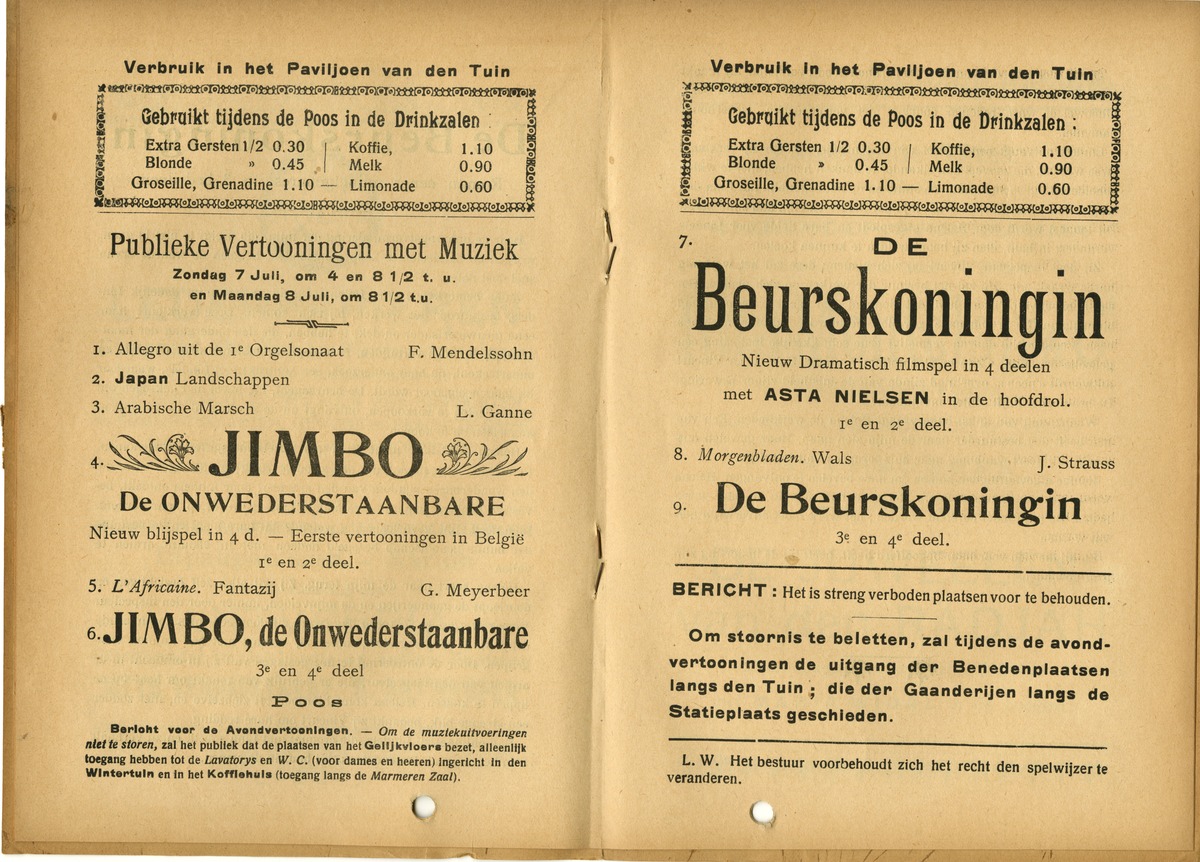 Verbruik in het Paviljoen van den Tuin
Gebruikt tijdens de Poos in de Drinkzalen :
Extra Gersten 1/2 0.30 | Koffie, 1.10
Blonde » 0.45 | Melk 0.90
Groseille, Grenadine 1.10 — Limonade 0.60
Publieke Vertooningen met Muziek
Zondag 7 Juli, om 4 en 8 1/2 t. u.
en Maandag 8 Juli, om 8 1/2 t.u.
1. Allegro uit de 1e Orgelsonaat F. Mendelssohn
2. Japan Landschappen
3. Arabische Marsch L. Ganne
4. JIMBO
De ONWEDERSTAANBARE
Nieuw blijspel in 4 d. — Eerste vertooningen in België
1e en 2e deel.
5. L'Africaine. Fantazij G. Meyerbeer
6. JIMBO, de Onwederstaanbare
3e en 4e deel
Poos
Bericht voor de Avondvertooningen. — Om de muziekuitvoeringen
niet te storen, zal het publiek dat de plaatsen van het Gelijkvloers bezet, alleenlijk
toegang hebben tot de Lavatorys en W. C. (voor dames en heeren) ingericht in den
Wintertuin en in het Koffiehuis (toegang langs de Marmeren Zaal).
Verbruik in het Paviljoen van den Tuin
Gebruikt tijdens de Poos in de Drinkzalen :
Extra Gersten 1/2 0.30 | Koffie, 1.10
Blonde » 0.45 | Melk 0.90
Groseille, Grenadine 1.10 — Limonade 0.60
7. DE
Beurskoningin
Nieuw Dramatisch filmspel in 4 deelen
met ASTA NIELSEN in de hoofdrol.
1e en 2e deel.
8. Morgenbladen. Wals J. Strauss
9. De Beurskoningin
3e en 4e deel.
BERICHT : Het is streng verboden plaatsen voor te behouden.
Om stoornis te beletten, zal tijdens de avond-
vertooningen de uitgang der Benedenplaatsen
langs den Tuin ; die der Gaanderijen langs de
Statieplaats geschieden.
L. W. Het bestuur voorbehoudt zich het recht den spelwijzer te
veranderen.